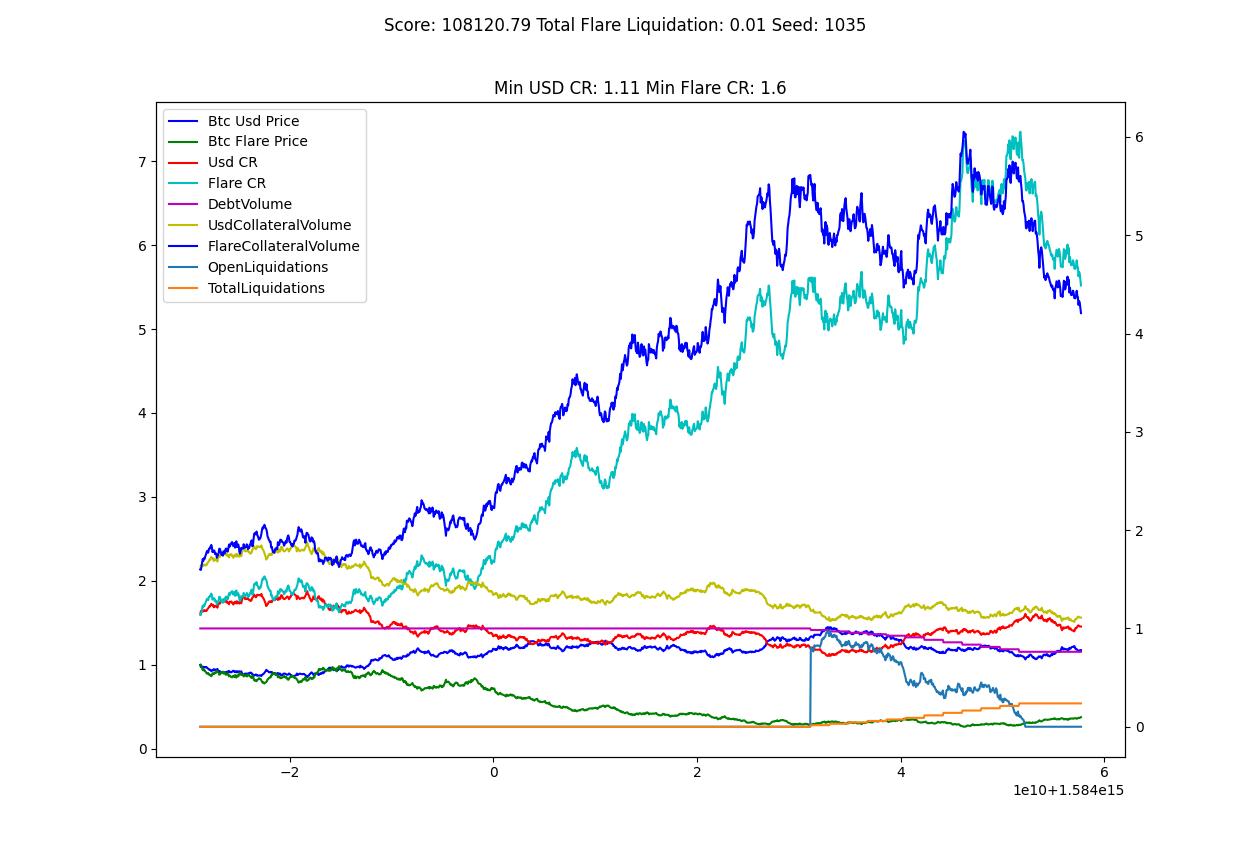 Score: 108120.79 Total Flare Liquidation: 0.01 Seed: 1035
Min USD CR: 1.11 Min Flare CR: 1.6
Btc Usd Price
Btc Flare Price
Usd CR
Flare CR
DebtVolume
UsdCollateralVolume
FlareCollateralVolume
OpenLiquidations
TotalLiquidations
7
6
5
4
3
2
1
0
6
5
4
3
2
1
0
−2
0
2
4
6
1e10+1.584e15